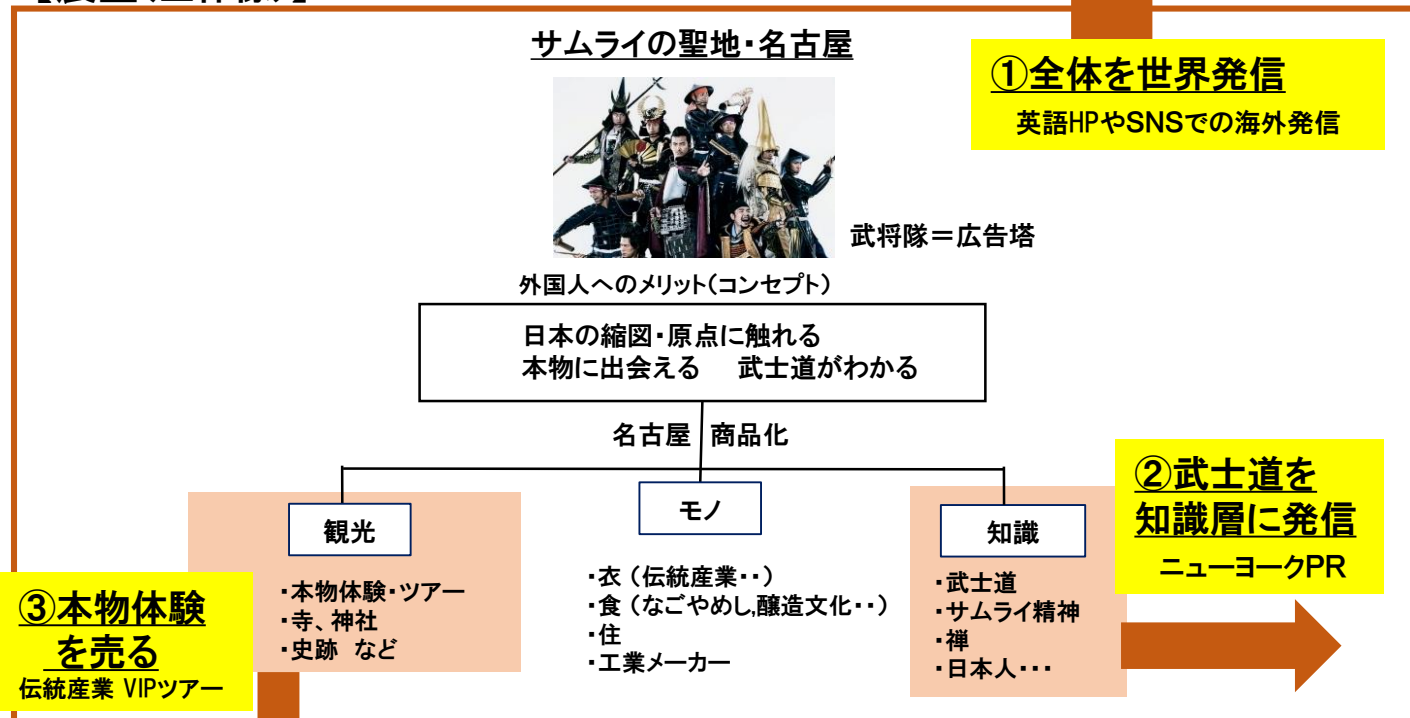 サムライの聖地・名古屋
①全体を世界発信
英語HPやSNSでの海外発信
武将隊＝広告塔
外国人へのメリット（コンセプト）
日本の縮図・原点に触れる
本物に出会える 武士道がわかる
名古屋 商品化
観光
・本物体験・ツアー
・寺、神社
・史跡 など
モノ
・衣（伝統産業・・）
・食（なごやめし,醸造文化・・）
・住
・工業メーカー
知識
・武士道
・サムライ精神
・禅
・日本人・・・
②武士道を
知識層に発信
ニューヨークPR
③本物体験
を売る
伝統産業 VIPツアー